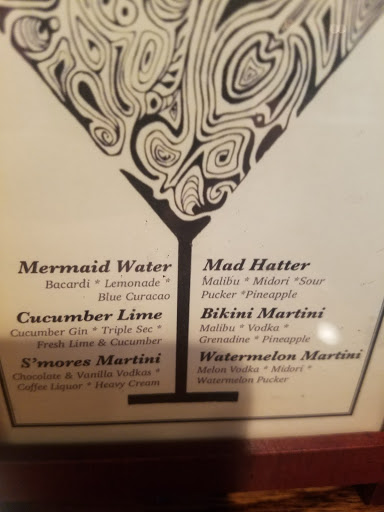 Mermaid Water
Bacardi * Lemonade *
Blue Curacao
Cucumber Lime
Cucumber Gin * Triple Sec *
Fresh Lime & Cucumber
S'mores Martini
Chocolate & Vanilla Vodkas *
Coffee Liquor * Heavy Cream
Mad Hatter
Malibu * Midori *Sour
Pucker *Pineapple
Bikini Martini
Malibu * Vodka *
Grenadine * Pineapple
Watermelon Martini
Melon Vodka * Midori *
Watermelon Pucker